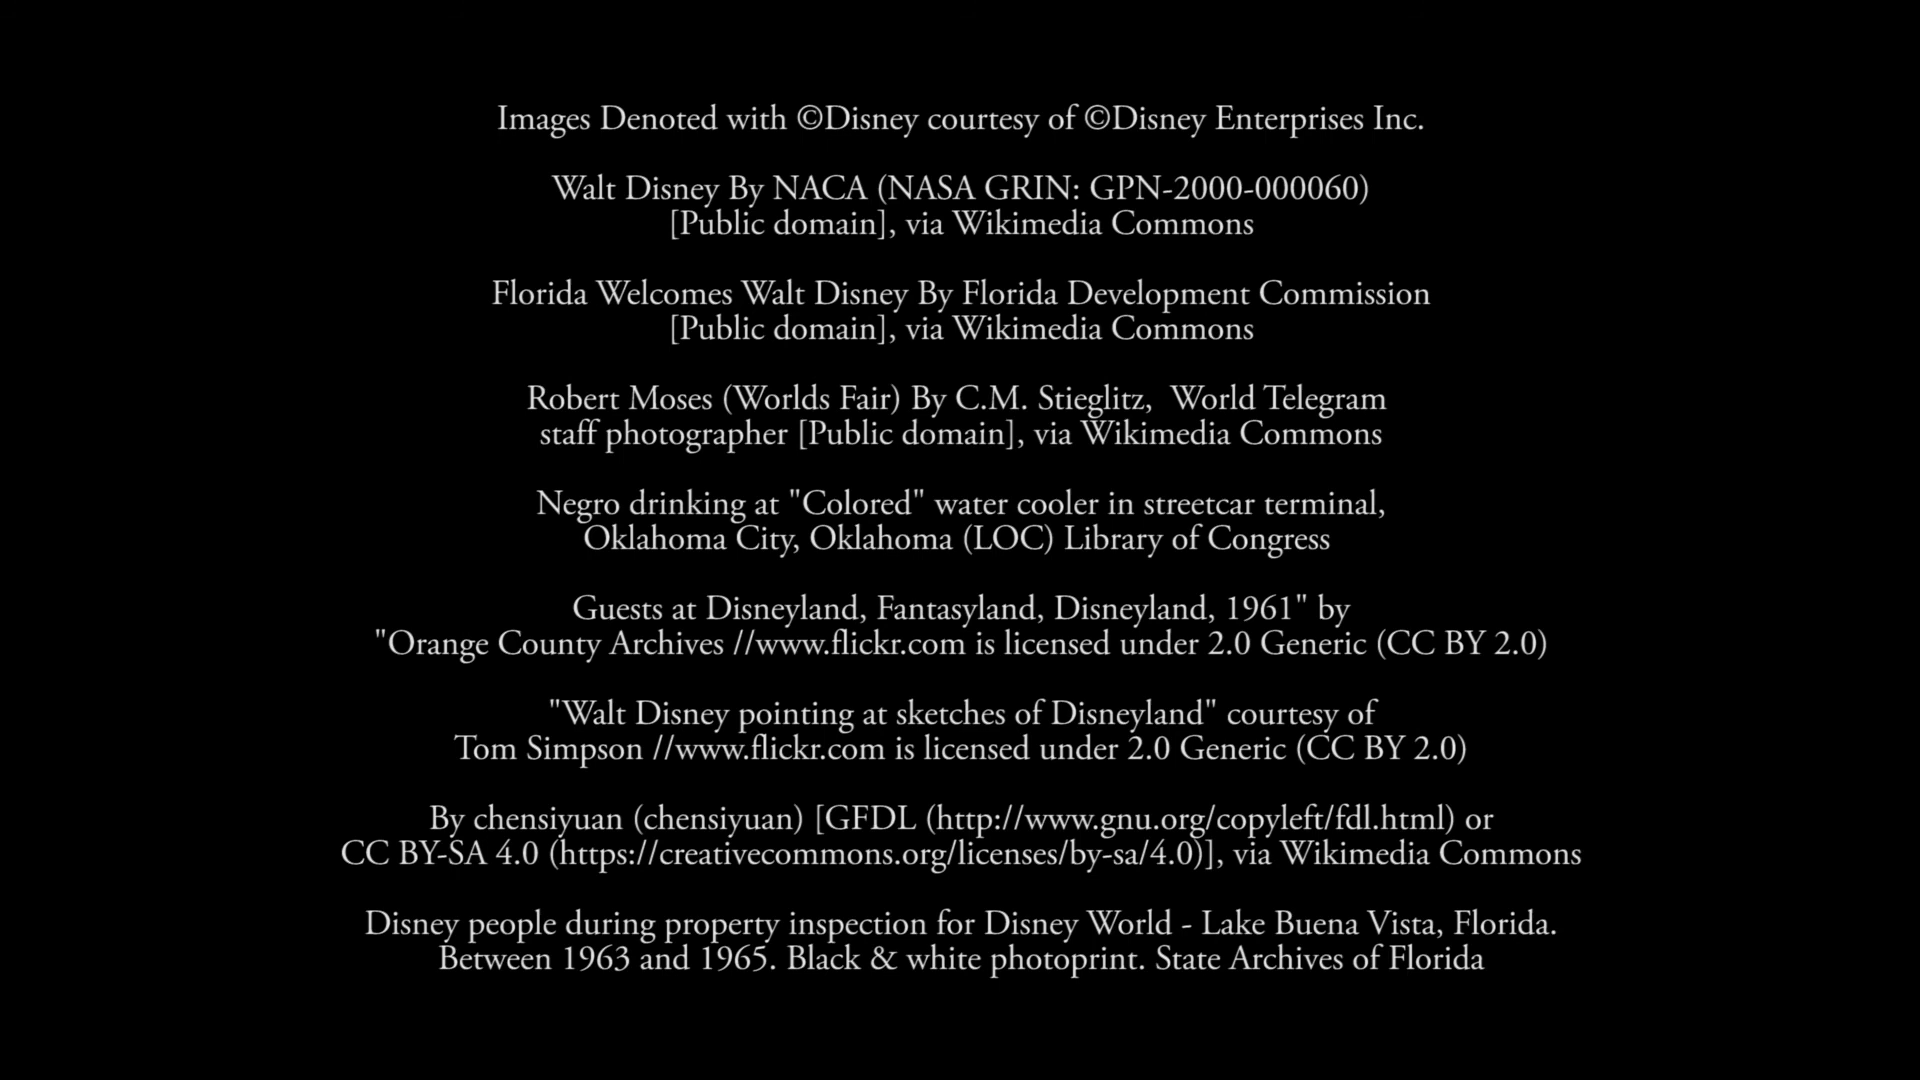 Images Denoted with ©Disney courtesy of ©Disney Enterprises Inc.
Walt Disney By NACA (NASA GRIN: GPN-2000-000060)
[Public domain], via Wikimedia Commons
Florida Welcomes Walt Disney By Florida Development Commission
[Public domain], via Wikimedia Commons
Robert Moses (Worlds Fair) By C.M. Stieglitz,  World Telegram
staff photographer [Public domain], via Wikimedia Commons
Negro drinking at "Colored" water cooler in streetcar terminal,
Oklahoma City, Oklahoma (LOC) Library of Congress
Guests at Disneyland, Fantasyland, Disneyland, 1961" by
"Orange County Archives //www.flickr.com is licensed under 2.0 Generic (CC BY 2.0)
"Walt Disney pointing at sketches of Disneyland" courtesy of
Tom Simpson //www.flickr.com is licensed under 2.0 Generic (CC BY 2.0)
By chensiyuan (chensiyuan) [GFDL (http://www.gnu.org/copyleft/fdl.html) or
CC BY-SA 4.0 (https://creativecommons.org/licenses/by-sa/4.0)], via Wikimedia Commons
Disney people during property inspection for Disney World - Lake Buena Vista, Florida.
Between 1963 and 1965. Black & white photoprint. State Archives of Florida